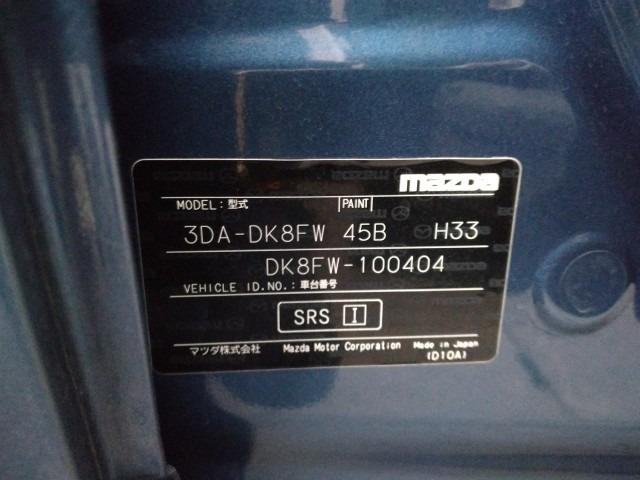 mazda
MODEL:型式 PAINT
3DA-DK8FW 45B H33
DK8FW-100404
VEHICLE ID.NO.:車台番号
SRS I
マツダ株式会社 Mazda Motor Corporation Made in Japan
(D10A)